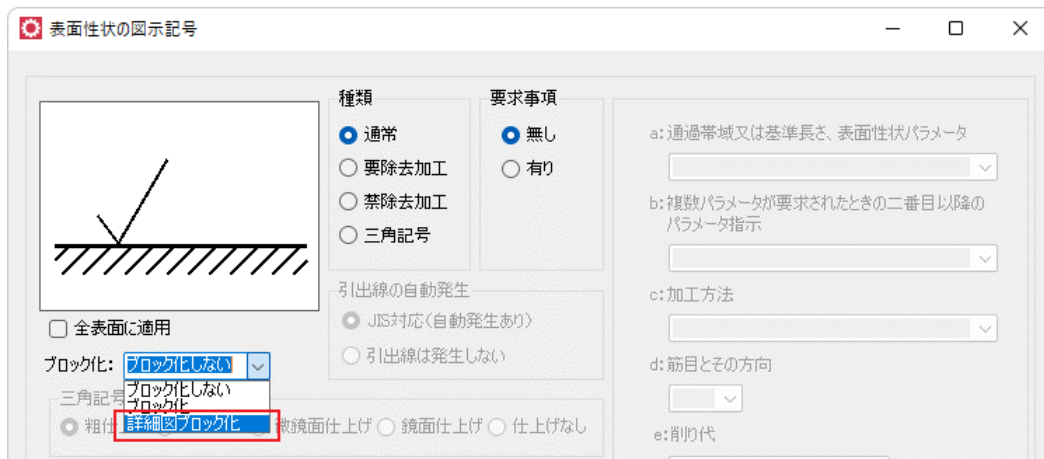 表面性状の図示記号
種類
通常
要除去加工
禁除去加工
三角記号
要求事項
無し
有り
全表面に適用
ブロック化:
ブロック化しない
ブロック化しない
ブロック化
詳細図ブロック化
引出線の自動発生
JIS対応(自動発生あり)
引出線は発生しない
三角記号
粗仕上
微鏡面仕上げ
鏡面仕上げ
仕上げなし
a:通過帯域又は基準長さ、表面性状パラメータ
b:複数パラメータが要求されたときの二番目以降の
パラメータ指示
c:加工方法
d:筋目とその方向
e:削り代